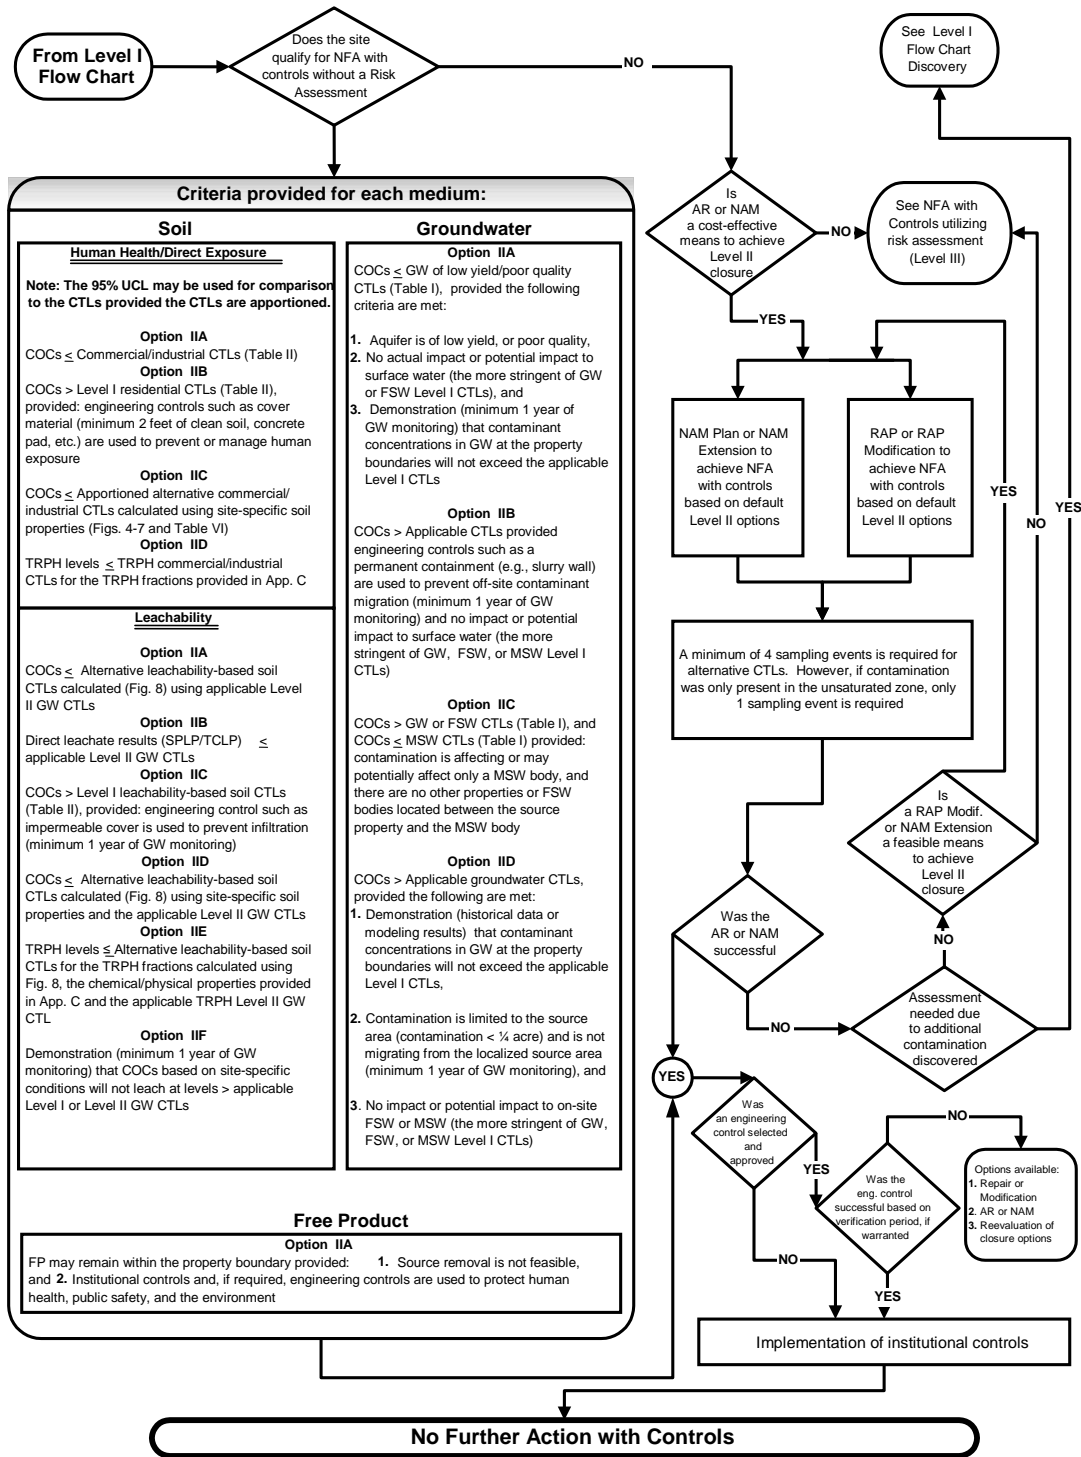 From Level I
Flow Chart
Does the site
qualify for NFA with
controls without a Risk
Assessment
NO
See Level I
Flow Chart
Discovery
Criteria provided for each medium:
Soil
Human Health/Direct Exposure
Note: The 95% UCL may be used for comparison
to the CTLs provided the CTLs are apportioned.
Option IIA
COCs < Commercial/industrial CTLs (Table II)
Option IIB
COCs > Level I residential CTLs (Table II),
provided: engineering controls such as cover
material (minimum 2 feet of clean soil, concrete
pad, etc.) are used to prevent or manage human
exposure
Option IIC
COCs < Apportioned alternative commercial/
industrial CTLs calculated using site-specific soil
properties (Figs. 4-7 and Table VI)
Option IID
TRPH levels < TRPH commercial/industrial
CTLs for the TRPH fractions provided in App. C
Leachability
Option IIA
COCs < Alternative leachability-based soil
CTLs calculated (Fig. 8) using applicable Level
II GW CTLs
Option IIB
Direct leachate results (SPLP/TCLP) <
applicable Level II GW CTLs
Option IIC
COCs > Level I leachability-based soil CTLs
(Table II), provided: engineering control such as
impermeable cover is used to prevent infiltration
(minimum 1 year of GW monitoring)
Option IID
COCs < Alternative leachability-based soil
CTLs calculated (Fig. 8) using site-specific soil
properties and the applicable Level II GW CTLs
Option IIE
TRPH levels ≤ Alternative leachability-based soil
CTLs for the TRPH fractions calculated using
Fig. 8, the chemical/physical properties provided
in App. C and the applicable TRPH Level II GW
CTL
Option IIF
Demonstration (minimum 1 year of GW
monitoring) that COCs based on site-specific
conditions will not leach at levels > applicable
Level I or Level II GW CTLs
Groundwater
Option IIA
COCs < GW of low yield/poor quality
CTLs (Table I), provided the following
criteria are met:
1. Aquifer is of low yield, or poor quality,
2. No actual impact or potential impact to
surface water (the more stringent of GW
or FSW Level I CTLs), and
3. Demonstration (minimum 1 year of
GW monitoring) that contaminant
concentrations in GW at the property
boundaries will not exceed the applicable
Level I CTLs
Option IIB
COCs > Applicable CTLs provided
engineering controls such as a
permanent containment (e.g., slurry wall)
are used to prevent off-site contaminant
migration (minimum 1 year of GW
monitoring) and no impact or potential
impact to surface water (the more
stringent of GW, FSW, or MSW Level I
CTLs)
Option IIC
COCs > GW or FSW CTLs (Table I), and
COCs < MSW CTLs (Table I) provided:
contamination is affecting or may
potentially affect only a MSW body, and
there are no other properties or FSW
bodies located between the source
property and the MSW body
Option IID
COCs > Applicable groundwater CTLs,
provided the following are met:
1. Demonstration (historical data or
modeling results) that contaminant
concentrations in GW at the property
boundaries will not exceed the applicable
Level I CTLs,
2. Contamination is limited to the source
area (contamination < ¼ acre) and is not
migrating from the localized source area
(minimum 1 year of GW monitoring), and
3. No impact or potential impact to on-site
FSW or MSW (the more stringent of GW,
FSW, or MSW Level I CTLs)
Free Product
Option IIA
FP may remain within the property boundary provided: 1. Source removal is not feasible,
and 2. Institutional controls and, if required, engineering controls are used to protect human
health, public safety, and the environment
Is
AR or NAM
a cost-effective
means to achieve
Level II
closure
NO
See NFA with
Controls utilizing
risk assessment
(Level III)
YES
NAM Plan or NAM
Extension to
achieve NFA
with controls
based on default
Level II options
RAP or RAP
Modification to
achieve NFA
with controls
based on default
Level II options
YES
NO
YES
A minimum of 4 sampling events is required for
alternative CTLs. However, if contamination
was only present in the unsaturated zone, only
1 sampling event is required
Is
a RAP Modif.
or NAM Extension
a feasible means
to achieve
Level II
closure
Was the
AR or NAM
successful
NO
NO
Assessment
needed due
to additional
contamination
discovered
YES
Was
an engineering
control selected
and
approved
YES
NO
Was the
eng. control
successful based on
verification period, if
warranted
NO
Options available:
1. Repair or
Modification
2. AR or NAM
3. Reevaluation of
closure options
YES
Implementation of institutional controls
No Further Action with Controls